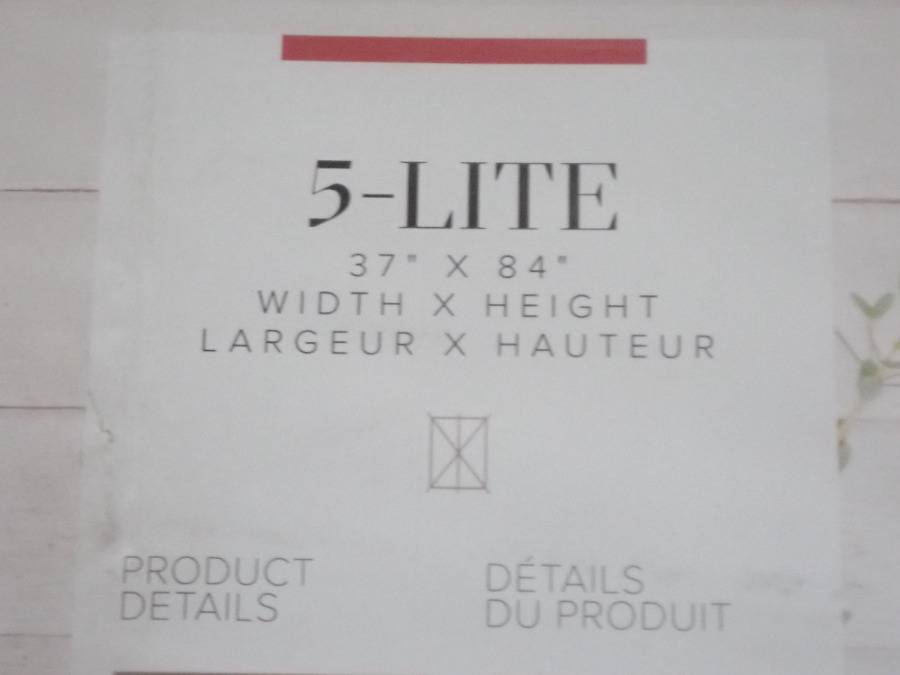 5-LITE
37" X 84"
WIDTH X HEIGHT
LARGEUR X HAUTEUR
PRODUCT
DETAILS
DÉTAILS
DU PRODUIT